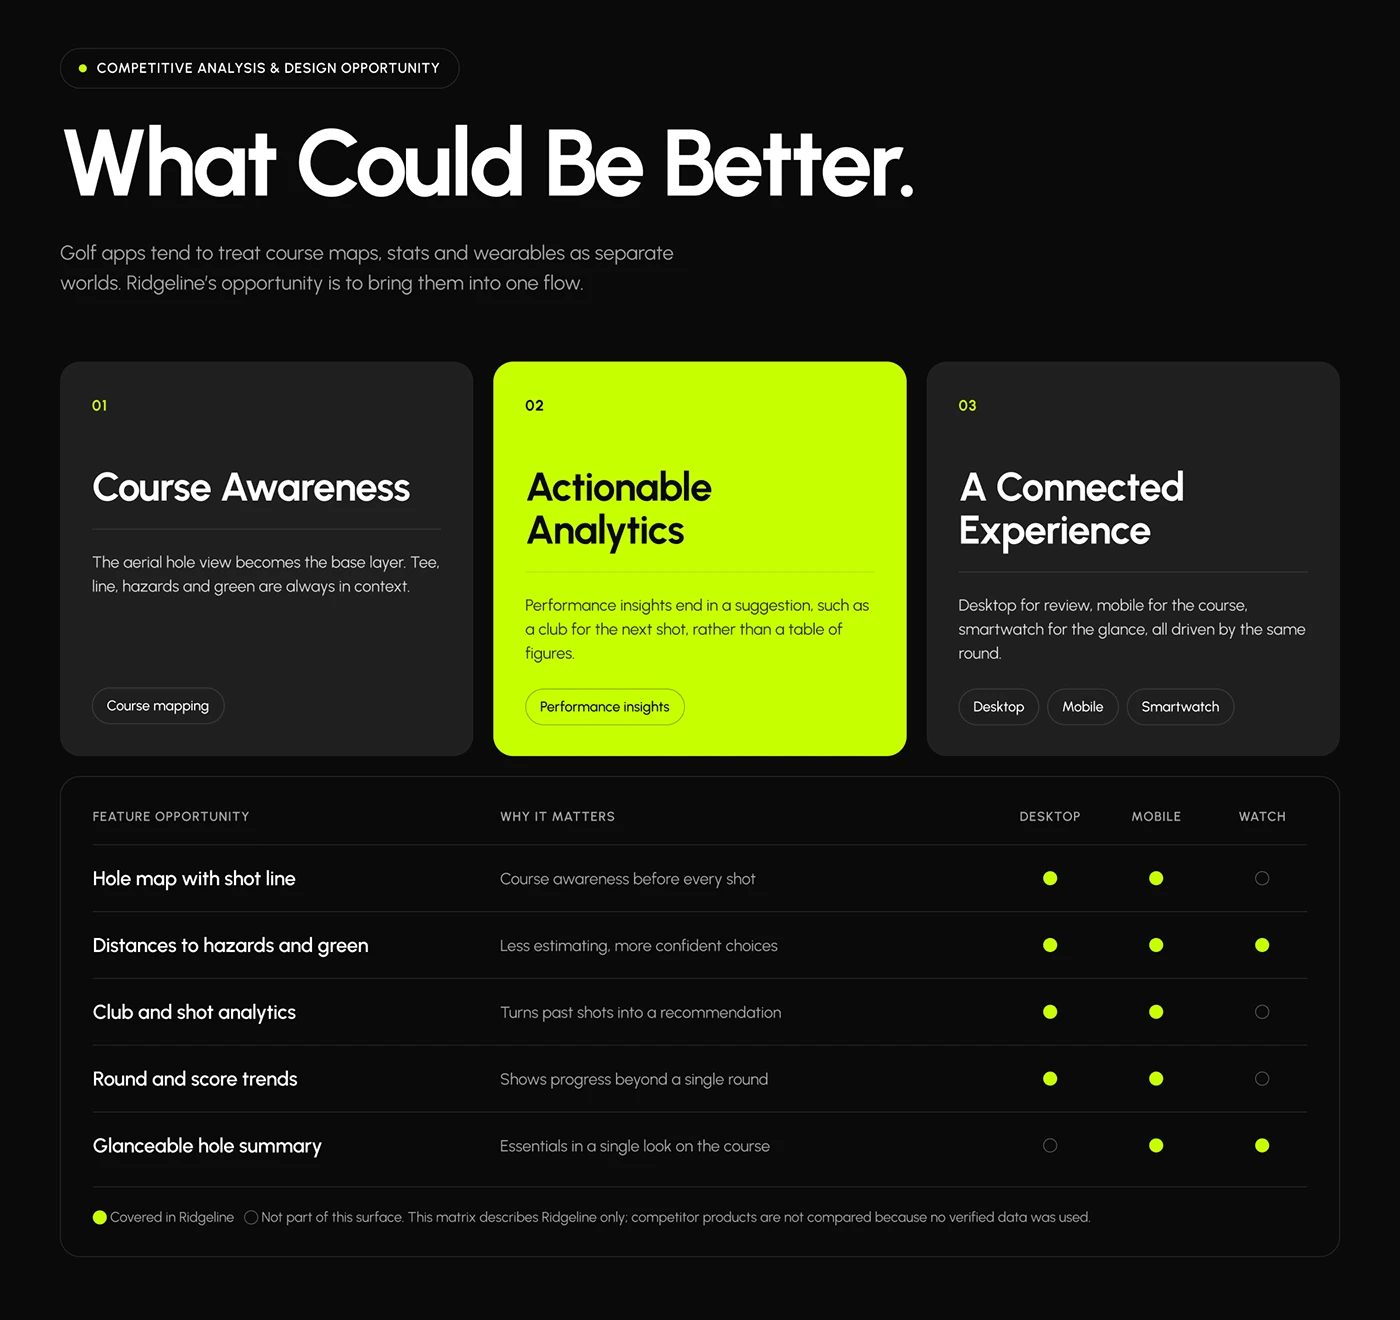 COMPETITIVE ANALYSIS & DESIGN OPPORTUNITY
What Could Be Better.
Golf apps tend to treat course maps, stats and wearables as separate
worlds. Ridgeline’s opportunity is to bring them into one flow.
01
Course Awareness
The aerial hole view becomes the base layer. Tee,
line, hazards and green are always in context.
Course mapping
02
Actionable
Analytics
Performance insights end in a suggestion, such as
a club for the next shot, rather than a table of
figures.
Performance insights
03
A Connected
Experience
Desktop for review, mobile for the course,
smartwatch for the glance, all driven by the same
round.
Desktop Mobile Smartwatch
FEATURE OPPORTUNITY WHY IT MATTERS DESKTOP MOBILE WATCH
Hole map with shot line Course awareness before every shot
Distances to hazards and green Less estimating, more confident choices
Club and shot analytics Turns past shots into a recommendation
Round and score trends Shows progress beyond a single round
Glanceable hole summary Essentials in a single look on the course
Covered in Ridgeline Not part of this surface. This matrix describes Ridgeline only; competitor products are not compared because no verified data was used.